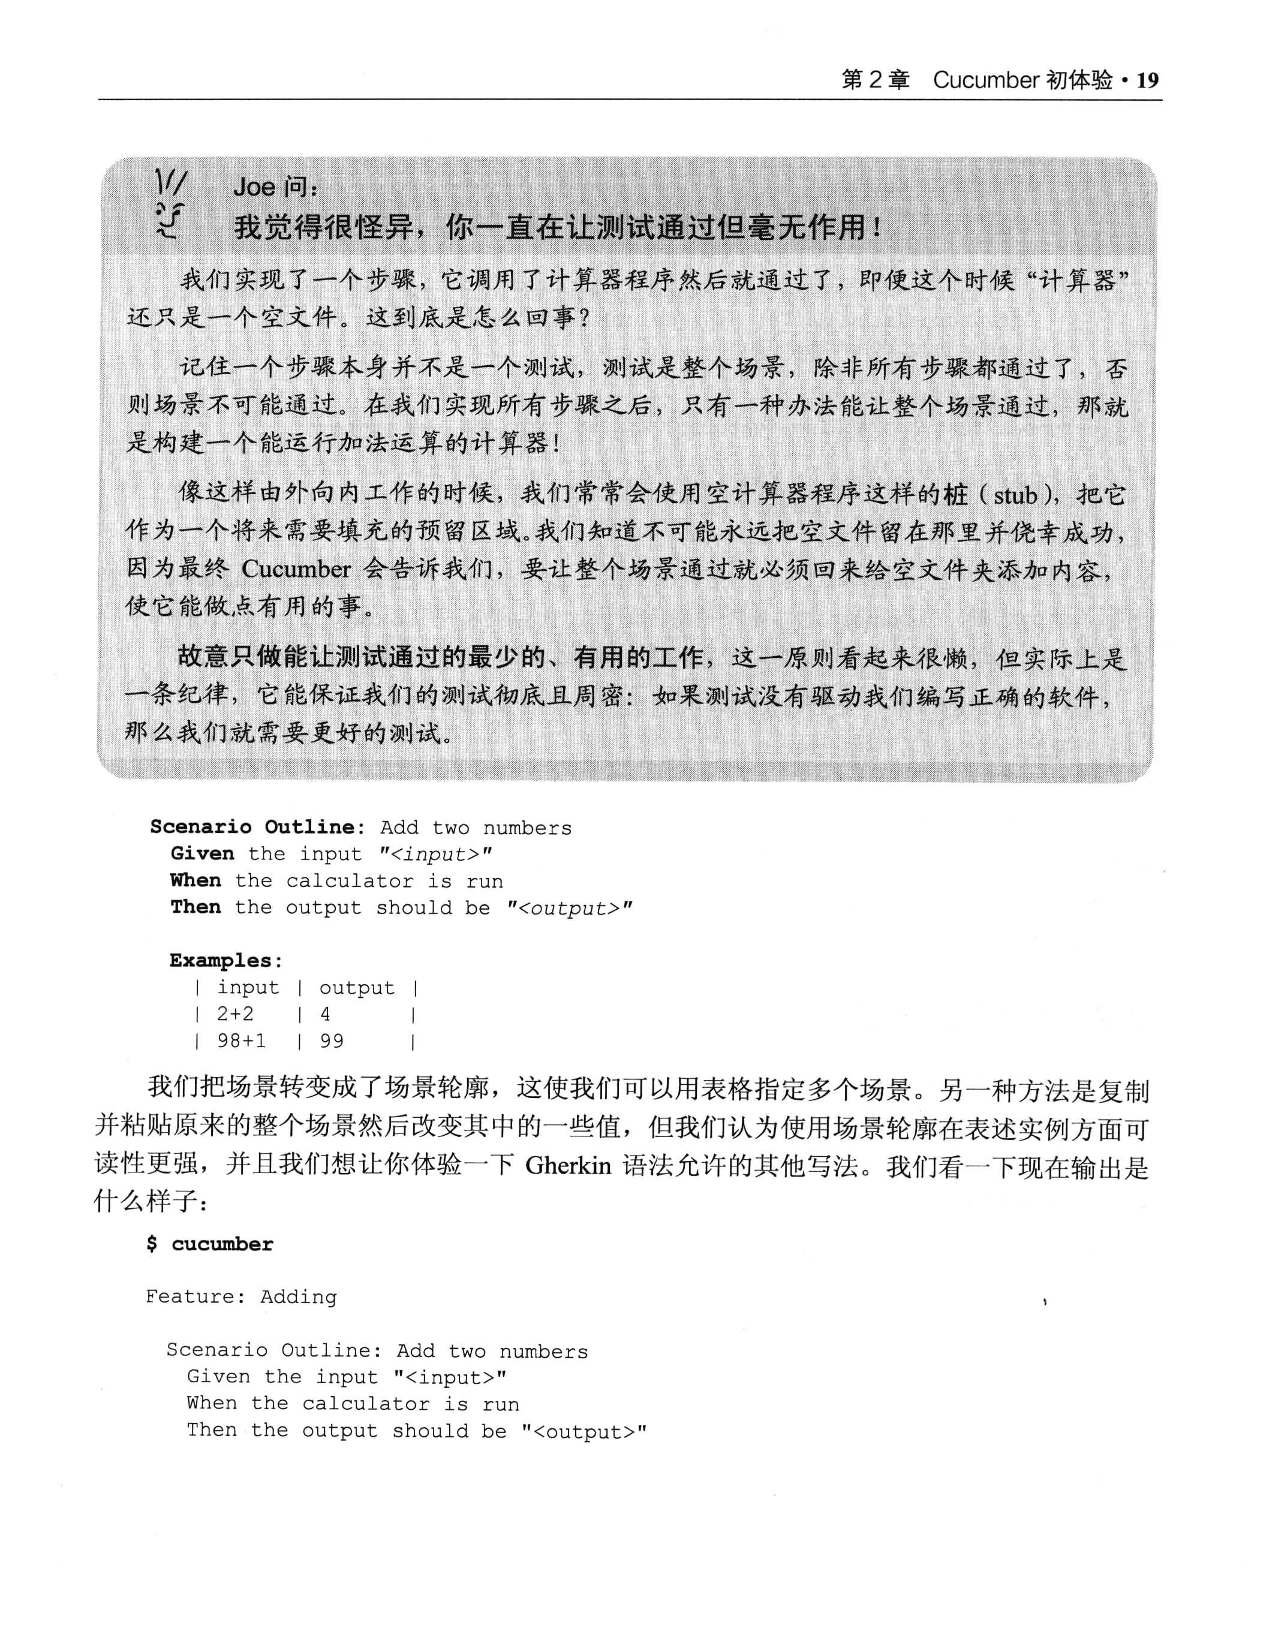 第 2 章　Cucumber 初体验 · 19
Joe 问：
我觉得很怪异，你一直在让测试通过但毫无作用！
我们实现了一个步骤，它调用了计算器程序然后就通过了，即便这个时候“计算器”
还只是一个空文件。这到底是怎么回事？
记住一个步骤本身并不是一个测试，测试是整个场景，除非所有步骤都通过了，否
则场景不可能通过。在我们实现所有步骤之后，只有一种办法能让整个场景通过，那就
是构建一个能运行加法运算的计算器！
像这样由外向内工作的时候，我们常常会使用空计算器程序这样的桩（stub），把它
作为一个将来需要填充的预留区域。我们知道不可能永远把空文件留在那里并侥幸成功，
因为最终 Cucumber 会告诉我们，要让整个场景通过就必须回来给空文件夹添加内容，
使它能做点有用的事。
故意只做能让测试通过的最少的、有用的工作，这一原则看起来很懒，但实际上是
一条纪律，它能保证我们的测试彻底且周密：如果测试没有驱动我们编写正确的软件，
那么我们就需要更好的测试。
Scenario Outline: Add two numbers
Given the input "<input>"
When the calculator is run
Then the output should be "<output>"
Examples:
| input | output |
| 2+2 | 4 |
| 98+1 | 99 |
我们把场景转变成了场景轮廓，这使我们可以用表格指定多个场景。另一种方法是复制
并粘贴原来的整个场景然后改变其中的一些值，但我们认为使用场景轮廓在表述实例方面可
读性更强，并且我们想让你体验一下 Gherkin 语法允许的其他写法。我们看一下现在输出是
什么样子：
$ cucumber
Feature: Adding
Scenario Outline: Add two numbers
Given the input "<input>"
When the calculator is run
Then the output should be "<output>"